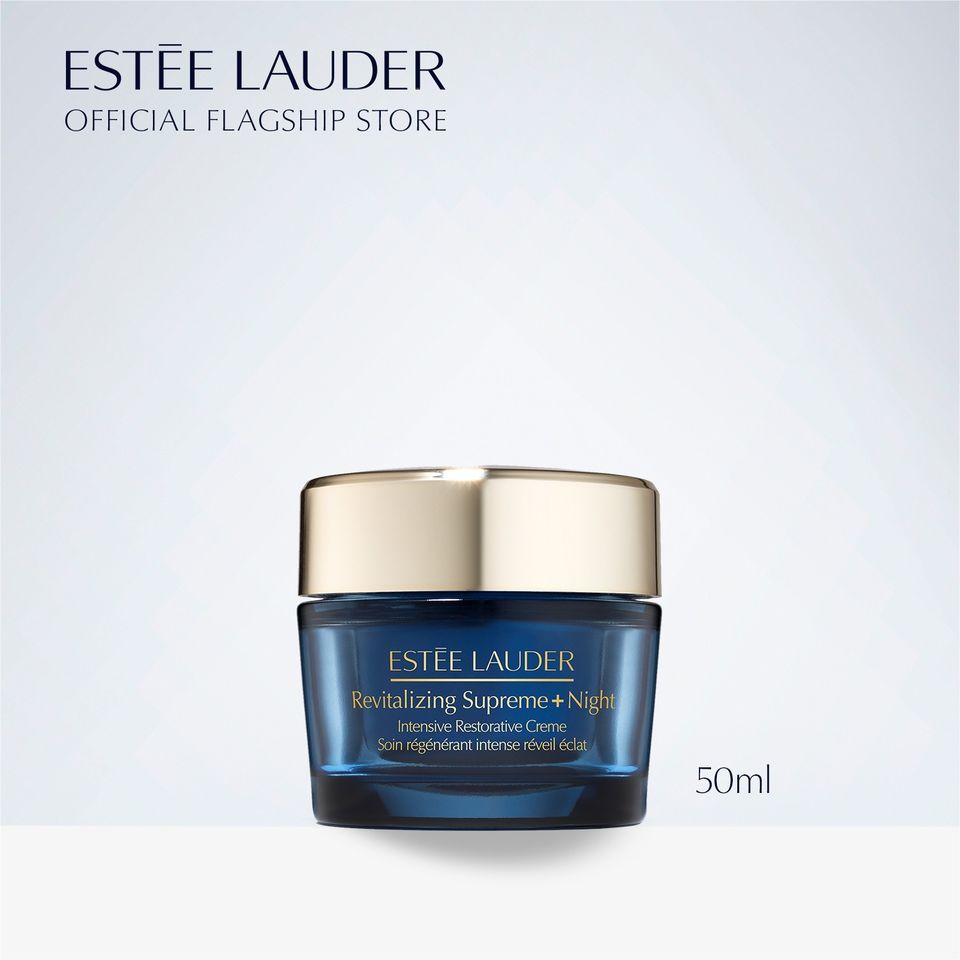 ESTĒE LAUDER
OFFICIAL FLAGSHIP STORE
ESTĒE LAUDER
Revitalizing Supreme+ Night
Intensive Restorative Creme
Soin régénérant intense réveil éclat
50ml